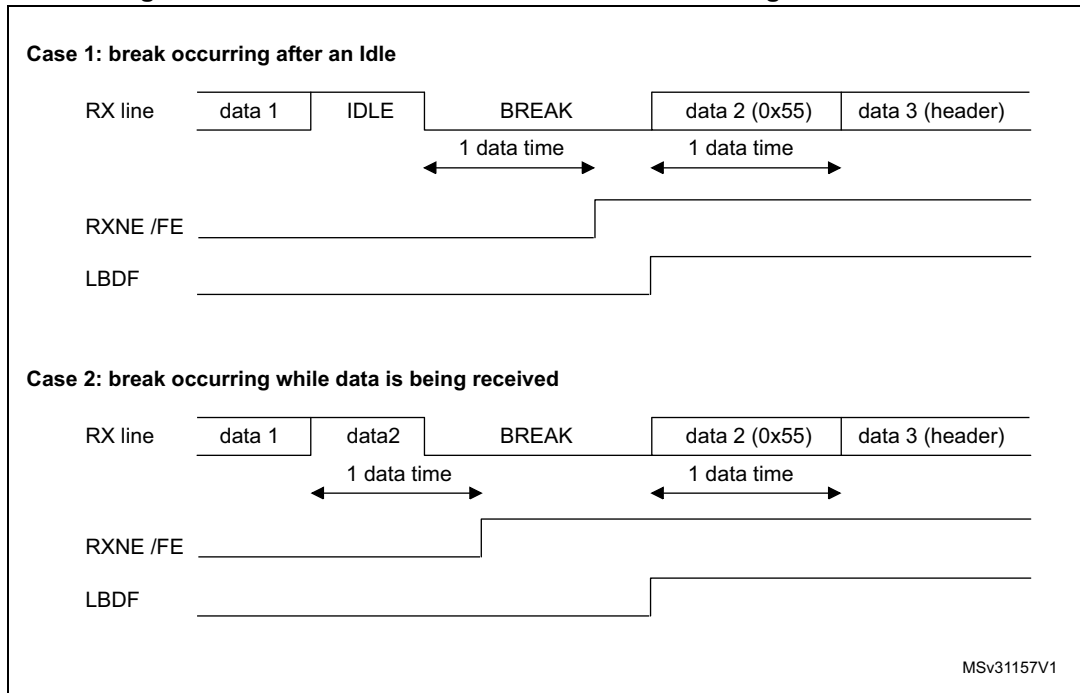 Case 1: break occurring after an Idle
RX line data 1 IDLE BREAK data 2 (0x55) data 3 (header)
1 data time 1 data time
RXNE /FE
LBDF
Case 2: break occurring while data is being received
RX line data 1 data2 BREAK data 2 (0x55) data 3 (header)
1 data time 1 data time
RXNE /FE
LBDF
MSv31157V1